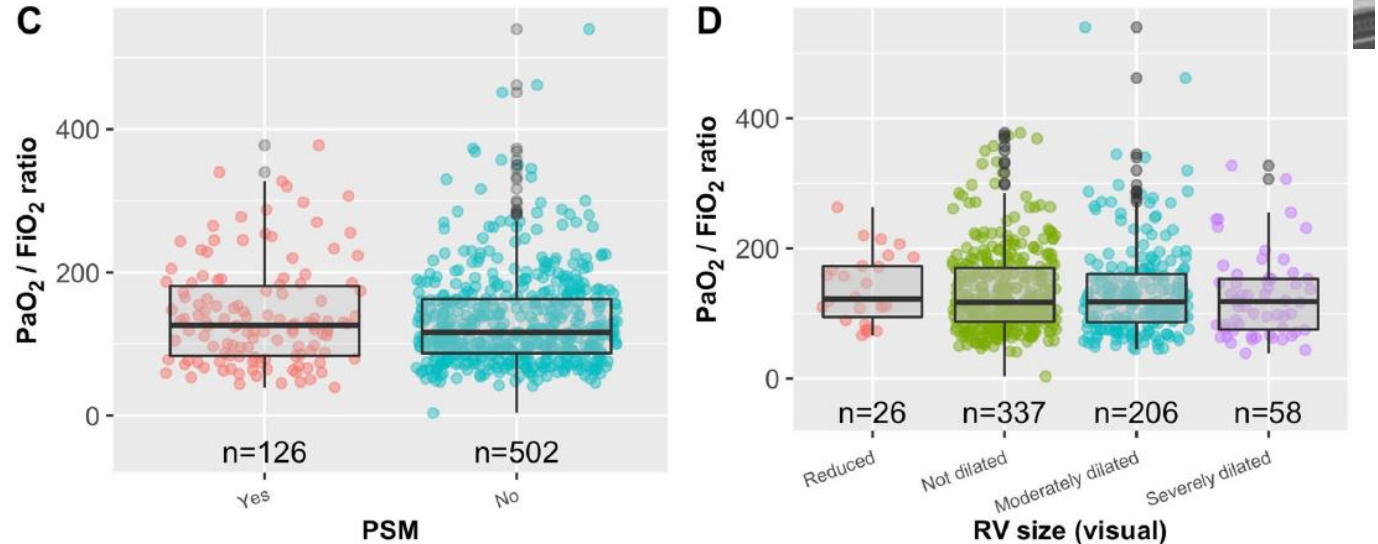 C
PaO₂ / FiO₂ ratio
400
200
0
n=126 n=502
Yes No
PSM
D
PaO₂ / FiO₂ ratio
400
200
0
n=26 n=337 n=206 n=58
Reduced Not dilated Moderately dilated Severely dilated
RV size (visual)